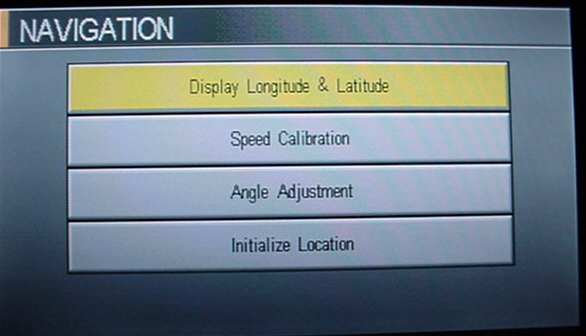 NAVIGATION
Display Longitude & Latitude
Speed Calibration
Angle Adjustment
Initialize Location